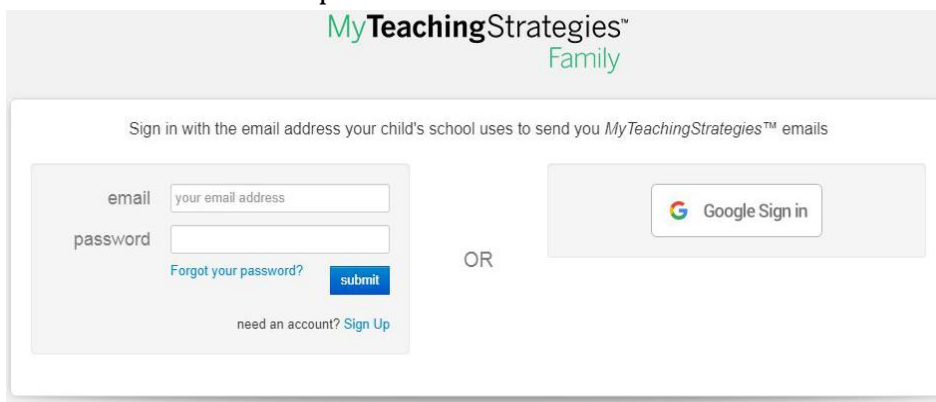 MyTeachingStrategies™
Family
Sign in with the email address your child's school uses to send you MyTeachingStrategies™ emails
email
your email address
password
Forgot your password?
submit
need an account? Sign Up
OR
G Google Sign in